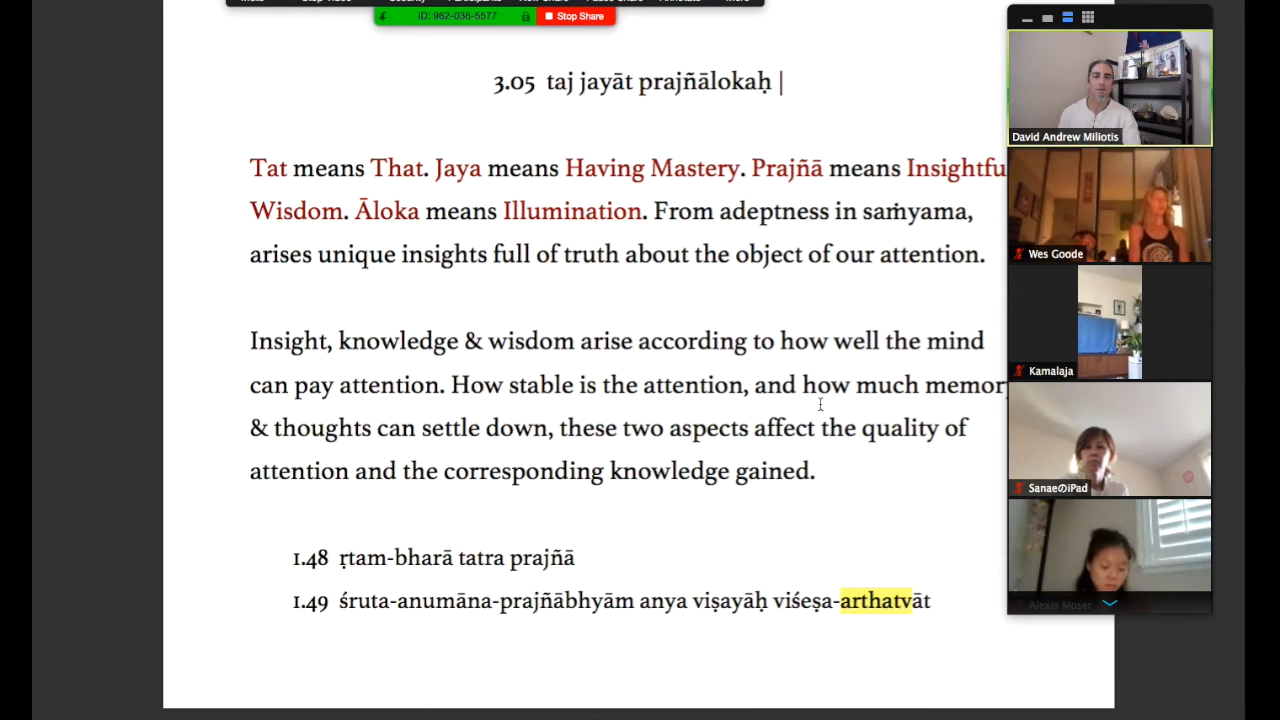 ID: 962-036-5577
Stop Share
3.05 taj jayāt prajñālokaḥ |
Tat means That. Jaya means Having Mastery. Prajñā means Insightfu
Wisdom. Āloka means Illumination. From adeptness in saṁyama,
arises unique insights full of truth about the object of our attention.
Insight, knowledge & wisdom arise according to how well the mind
can pay attention. How stable is the attention, and how much memor
& thoughts can settle down, these two aspects affect the quality of
attention and the corresponding knowledge gained.
1.48 ṛtam-bharā tatra prajñā
1.49 śruta-anumāna-prajñābhyām anya viṣayāḥ viśeṣa-arthatvāt
David Andrew Miliotis
Wes Goode
Kamalaja
SanaeのiPad
Alexis Moser